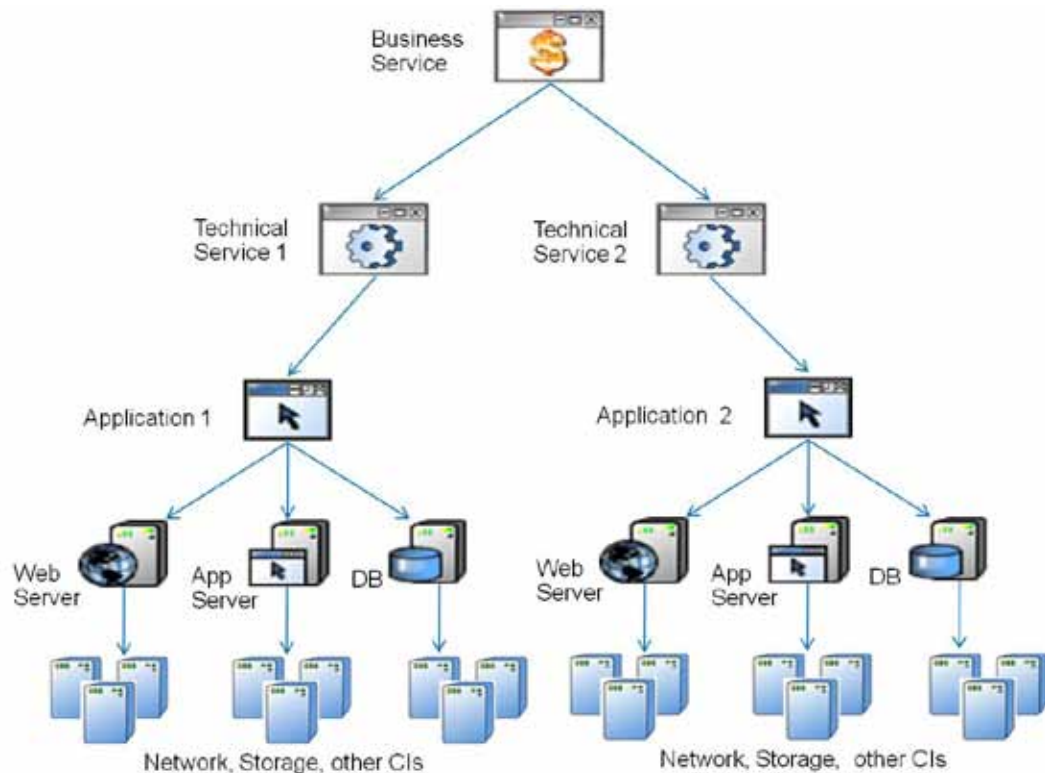 Business
Service
Technical
Service 1
Technical
Service 2
Application 1
Application 2
Web
Server
App
Server
DB
Web
Server
App
Server
DB
Network, Storage, other CIs
Network, Storage, other CIs